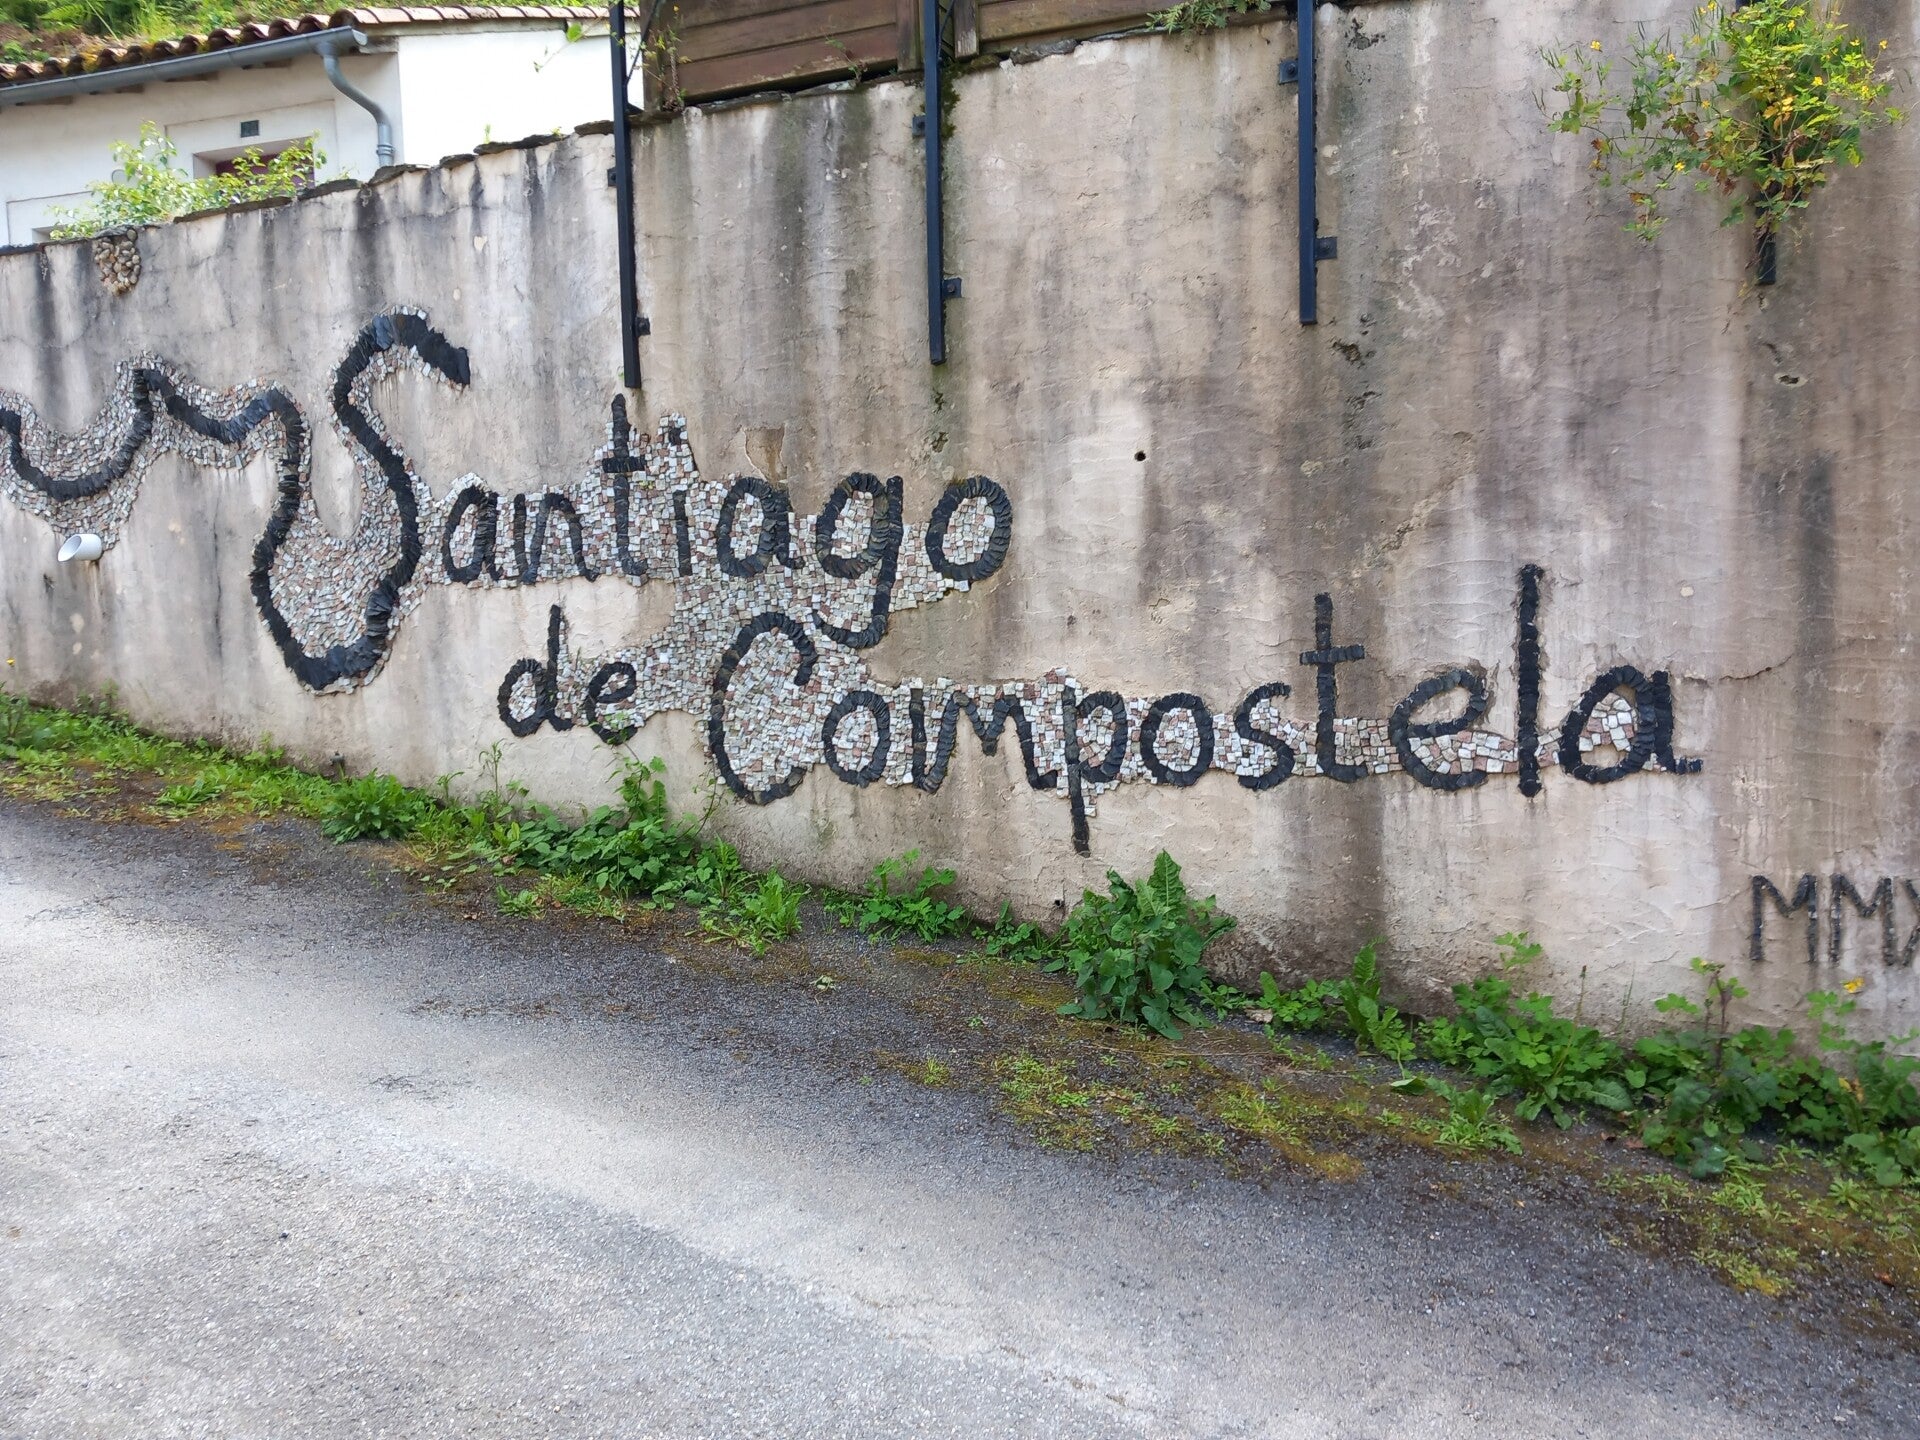 Santiago
de Compostela
MMX